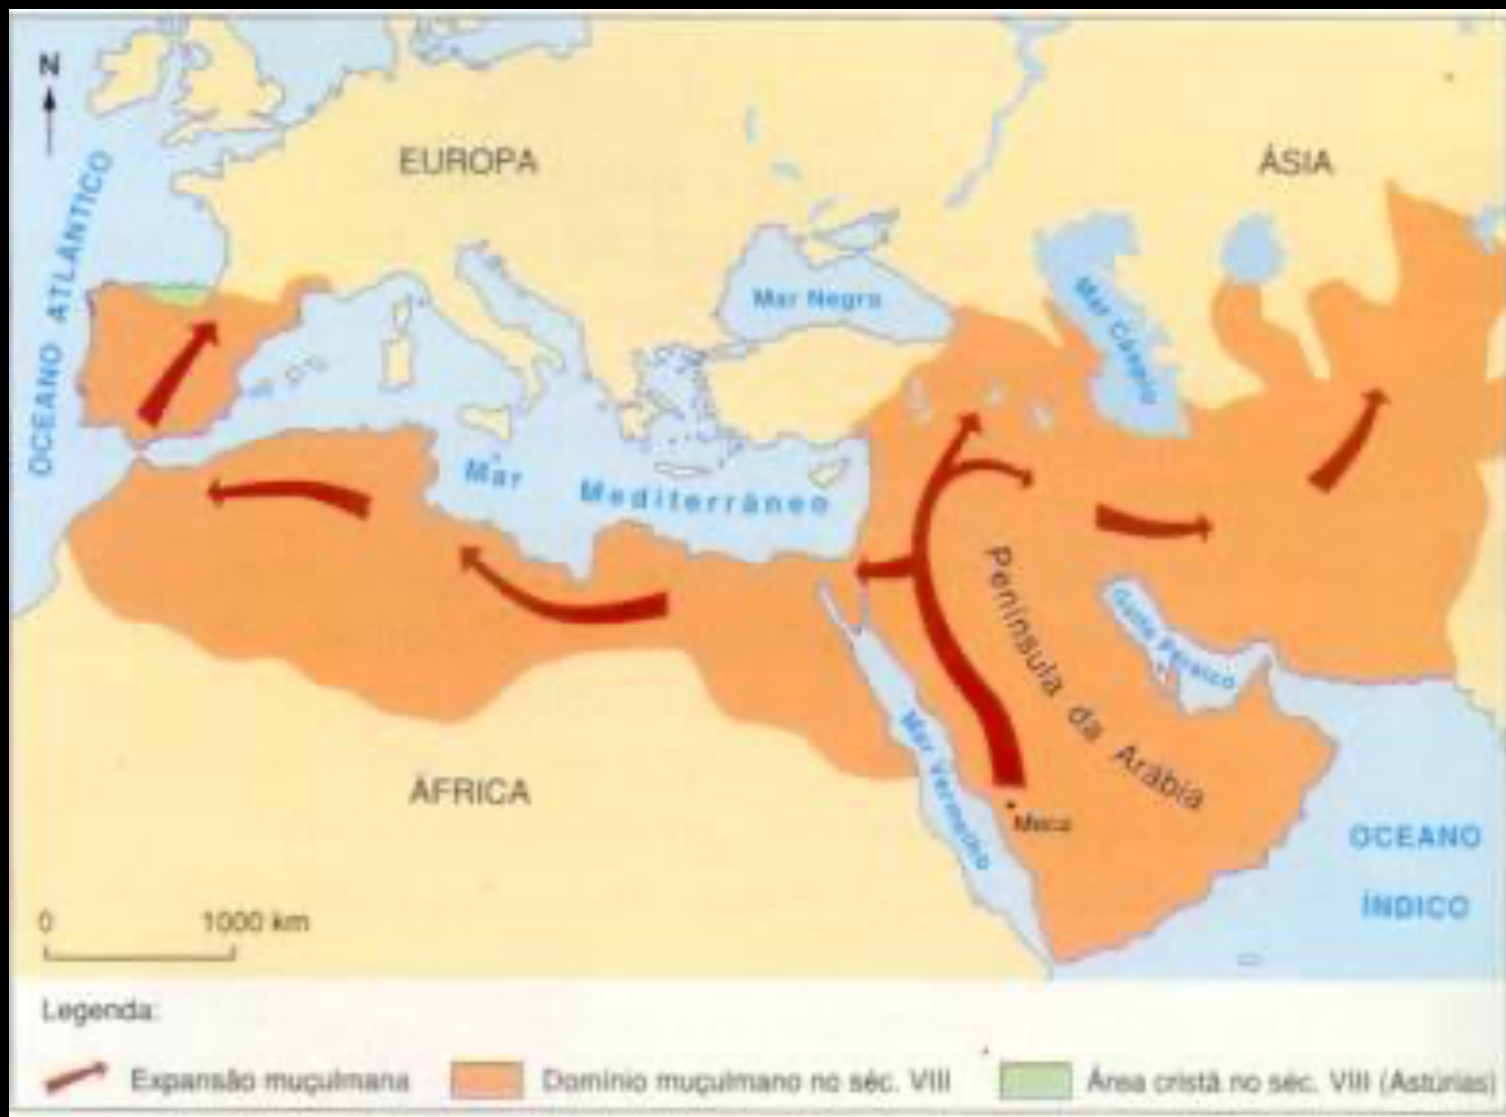 N
EUROPA
ÁSIA
OCEANO ATLÂNTICO
Mar Negro
Mar Cáspio
Mar Mediterrâneo
Península da Arábia
Golfo Pérsico
Mar Vermelho
Meca
ÁFRICA
OCEANO
ÍNDICO
0 1000 km
Legenda:
Expansão muçulmana
Domínio muçulmano no séc. VIII
Área cristã no séc. VIII (Astúrias)